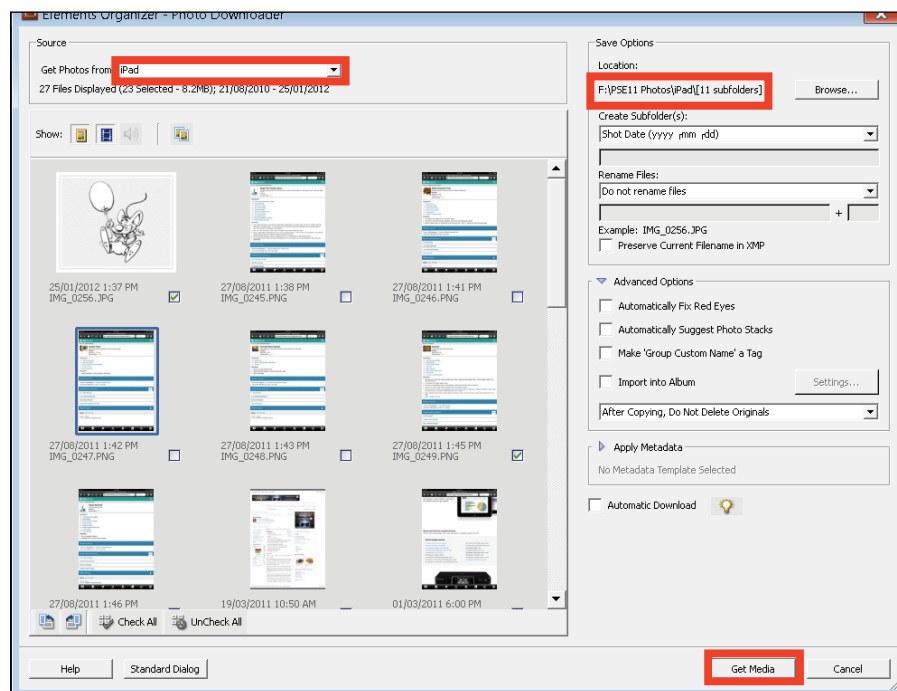 Elements Organizer - Photo Downloader
Source
Get Photos from iPad
27 Files Displayed (23 Selected - 8.2MB); 21/08/2010 - 25/01/2012
Show:
25/01/2012 1:37 PM
IMG_0256.JPG
27/08/2011 1:38 PM
IMG_0245.PNG
27/08/2011 1:41 PM
IMG_0246.PNG
27/08/2011 1:42 PM
IMG_0247.PNG
27/08/2011 1:43 PM
IMG_0248.PNG
27/08/2011 1:45 PM
IMG_0249.PNG
27/08/2011 1:46 PM
19/03/2011 10:50 AM
01/03/2011 6:00 PM
Check All
UnCheck All
Help
Standard Dialog
Save Options
Location:
F:\PSE11 Photos\iPad\[11 subfolders]
Browse...
Create Subfolder(s):
Shot Date (yyyy mm dd)
Rename Files:
Do not rename files
+
Example: IMG_0256.JPG
Preserve Current Filename in XMP
Advanced Options
Automatically Fix Red Eyes
Automatically Suggest Photo Stacks
Make 'Group Custom Name' a Tag
Import into Album
Settings...
After Copying, Do Not Delete Originals
Apply Metadata
No Metadata Template Selected
Automatic Download
Get Media
Cancel